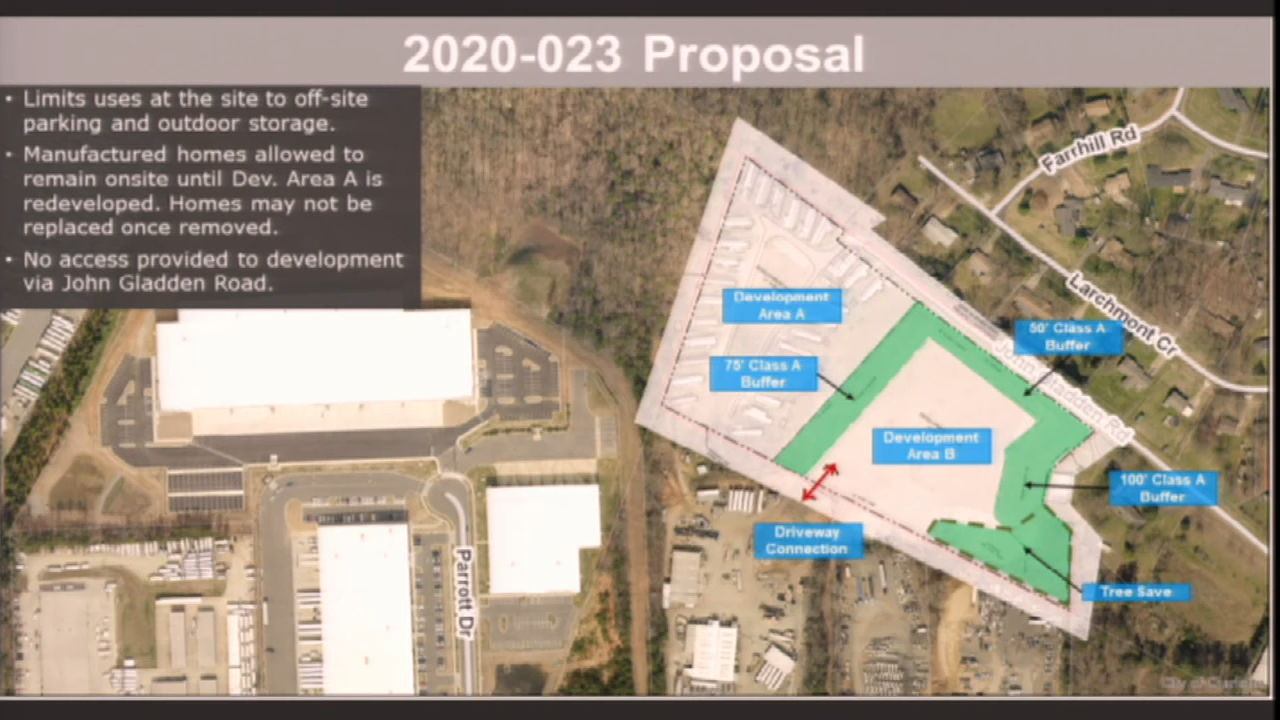 2020-023 Proposal
• Limits uses at the site to off-site
parking and outdoor storage.
• Manufactured homes allowed to
remain onsite until Dev. Area A is
redeveloped. Homes may not be
replaced once removed.
• No access provided to development
via John Gladden Road.
Farrhill Rd
Larchmont Cr
Development
Area A
50' Class A
Buffer
John Gladden Rd
75' Class A
Buffer
Development
Area B
100' Class A
Buffer
Driveway
Connection
Tree Save
Parrott Dr